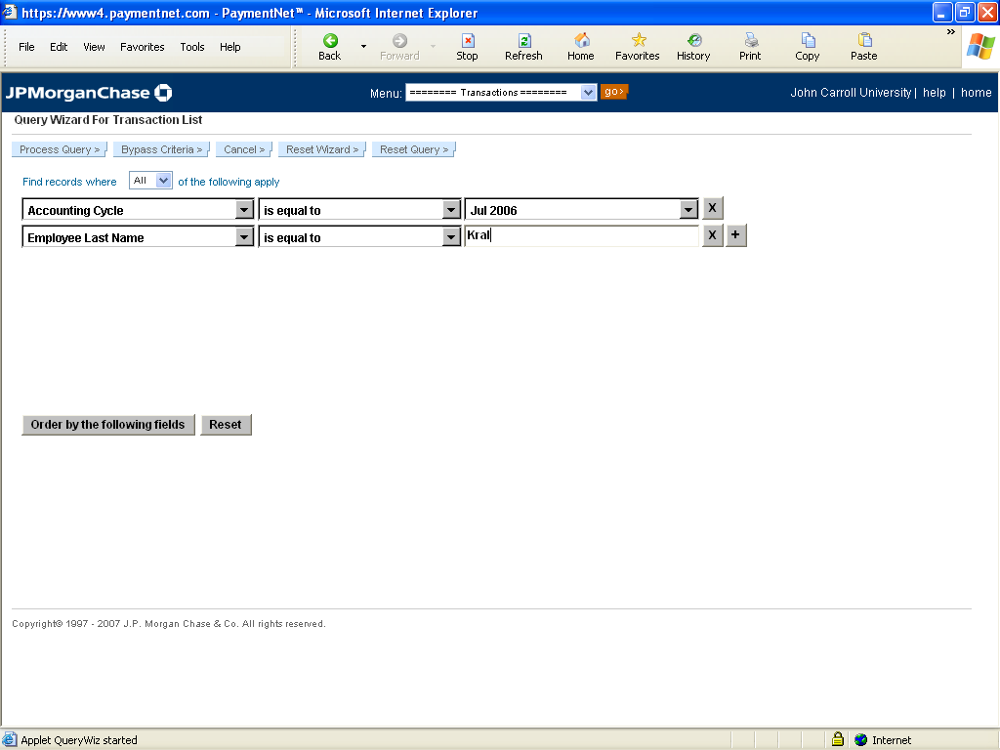 https://www4.paymentnet.com - PaymentNet™ - Microsoft Internet Explorer
File Edit View Favorites Tools Help
Back Forward Stop Refresh Home Favorites History Print Copy Paste »
JPMorganChase Menu: ======== Transactions ======== go› John Carroll University | help | home
Query Wizard For Transaction List
Process Query > Bypass Criteria > Cancel > Reset Wizard > Reset Query >
Find records where All of the following apply
Accounting Cycle is equal to Jul 2006 X
Employee Last Name is equal to Kral X +
Order by the following fields Reset
Copyright© 1997 - 2007 J.P. Morgan Chase & Co. All rights reserved.
Applet QueryWiz started Internet